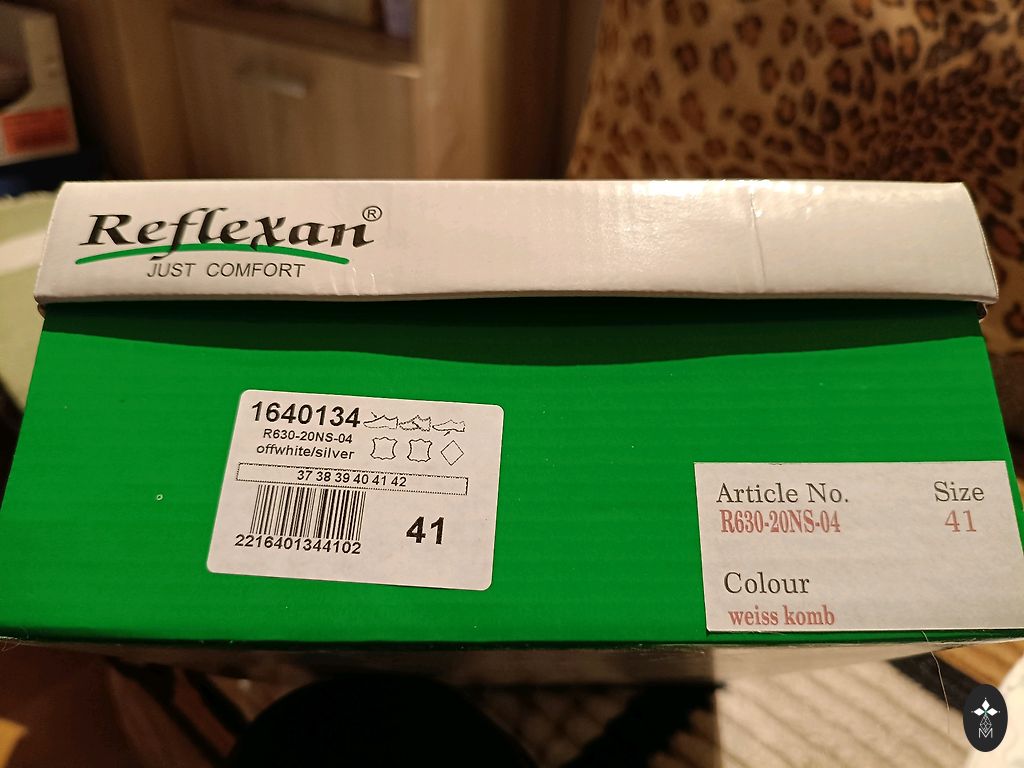 Reflexan®
JUST COMFORT
1640134
R630-20NS-04
offwhite/silver
37 38 39 40 41 42
2216401344102
41
Article No.
R630-20NS-04
Size
41
Colour
weiss komb
M